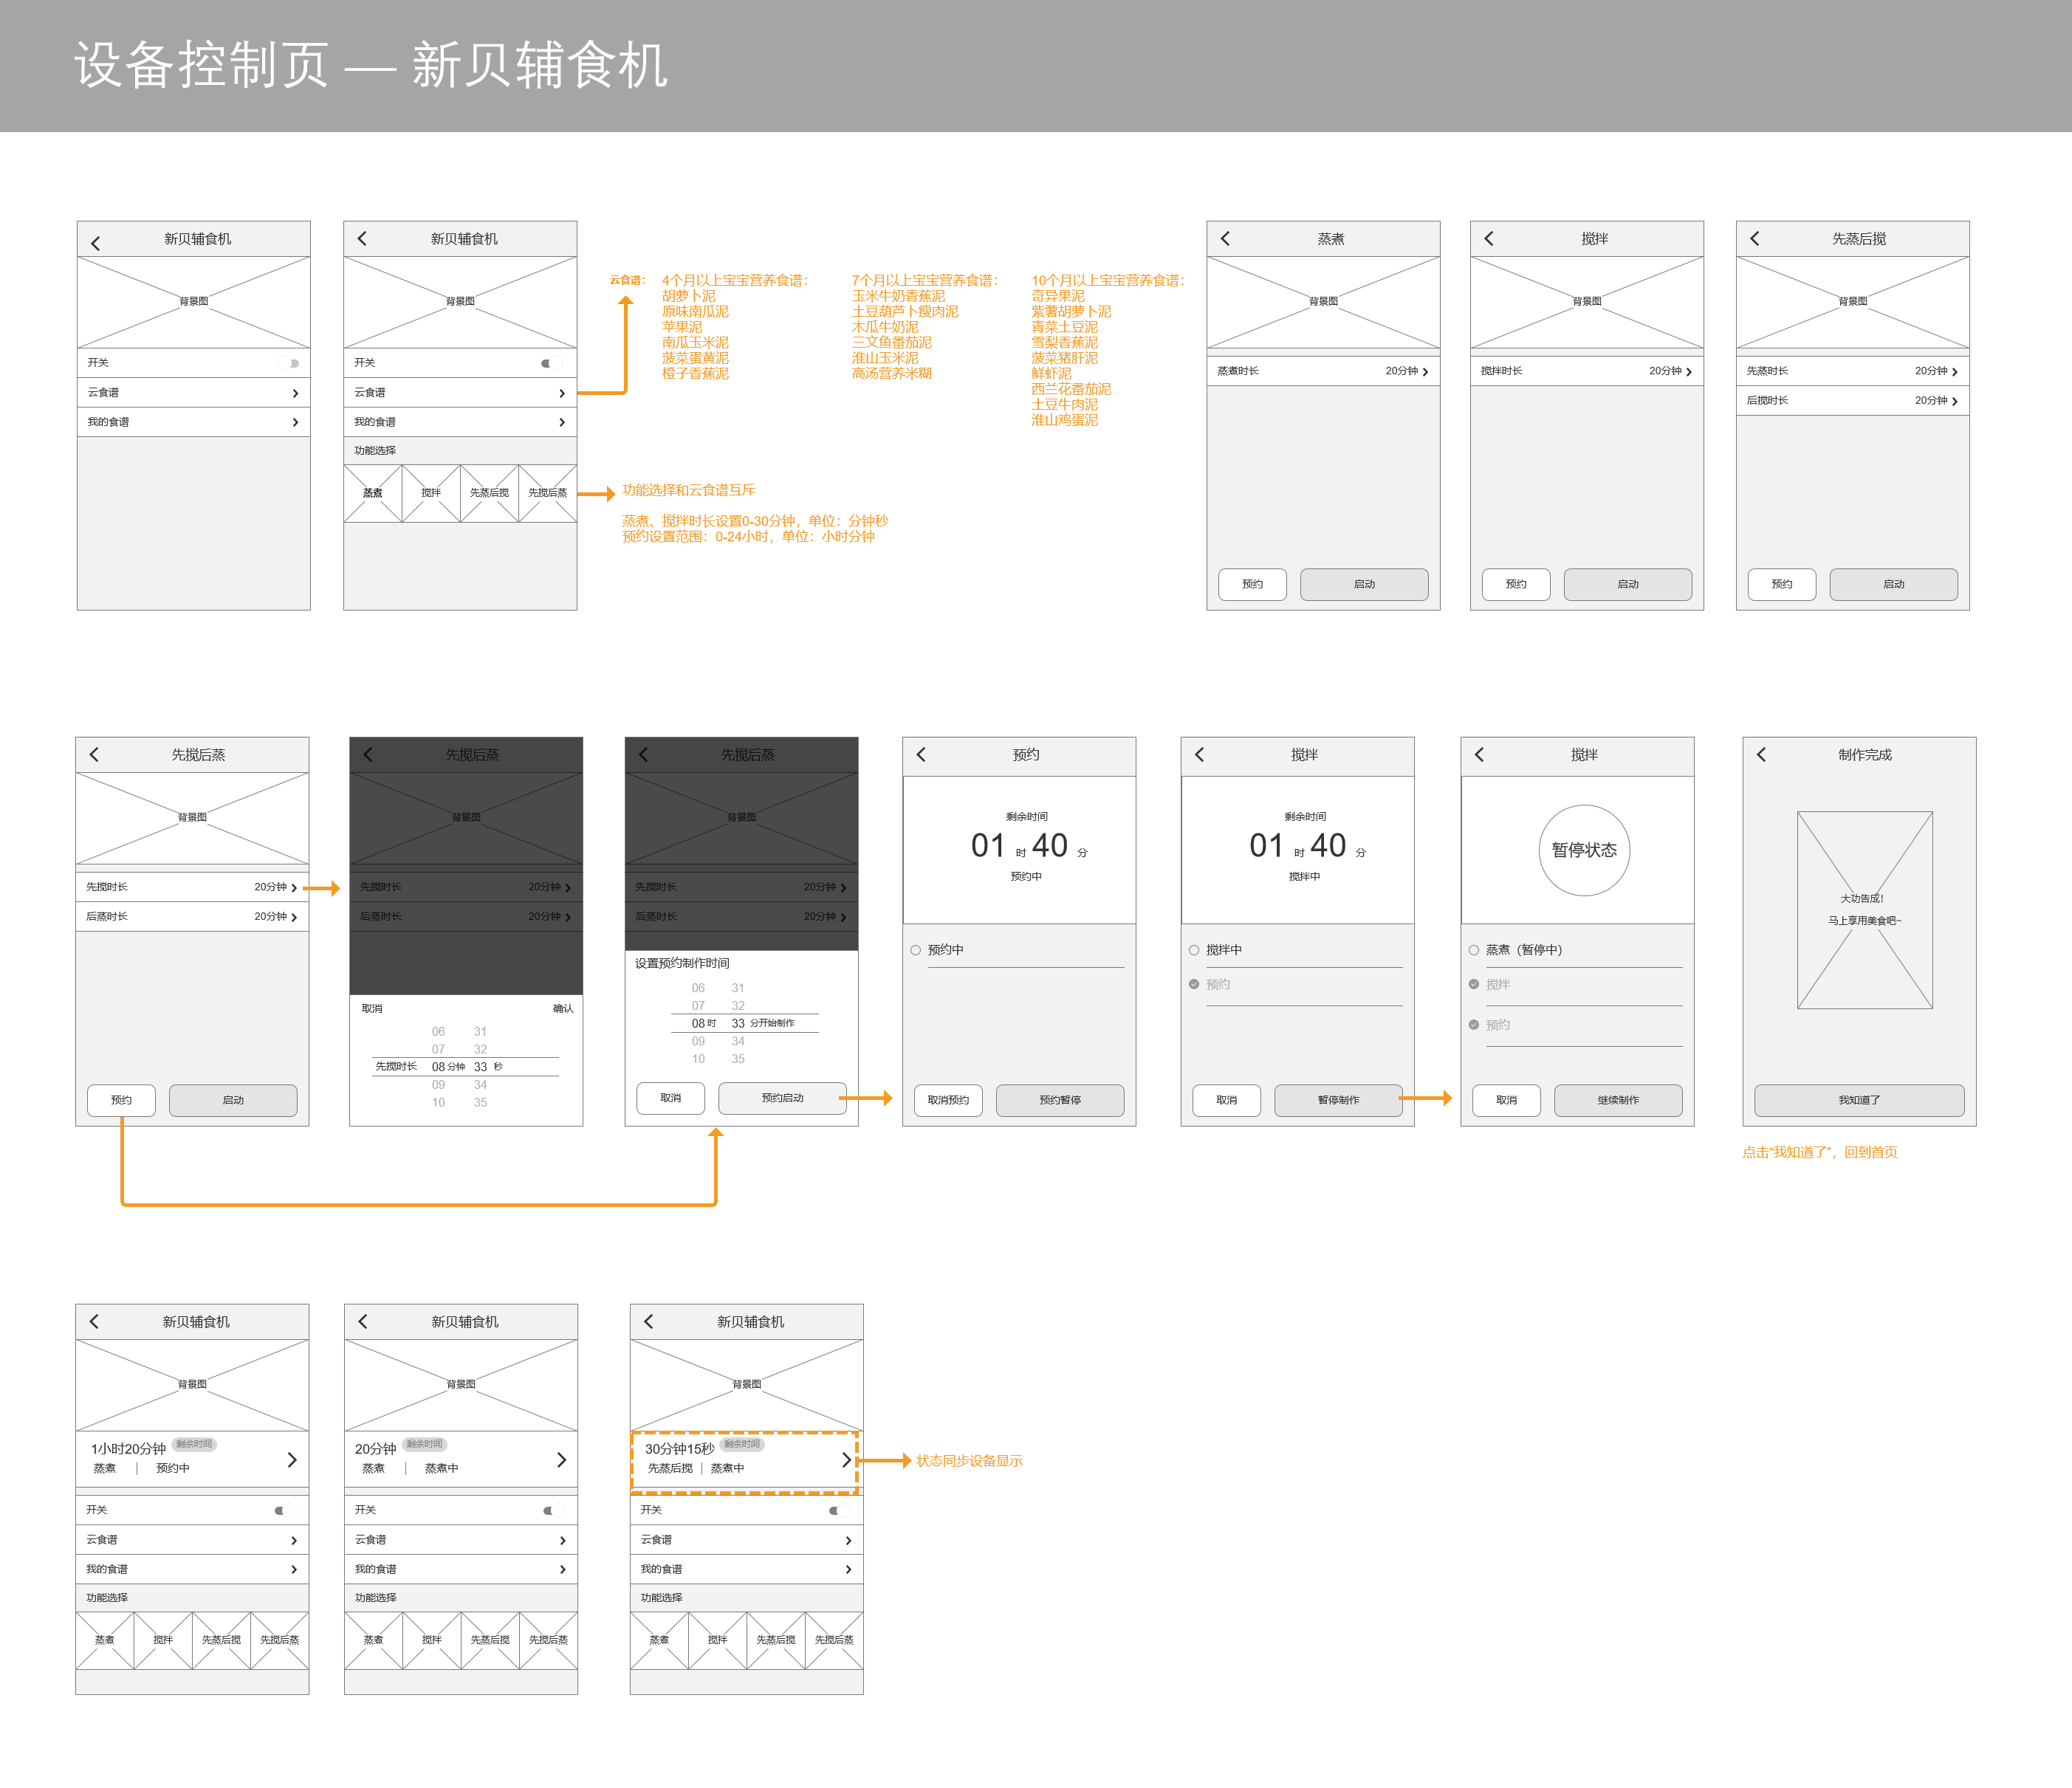 设备控制页 — 新贝辅食机
新贝辅食机
背景图
开关
云食谱
我的食谱
新贝辅食机
背景图
开关
云食谱
我的食谱
功能选择
蒸煮 搅拌 先蒸后搅 先搅后蒸
云食谱：
4个月以上宝宝营养食谱：
胡萝卜泥
原味南瓜泥
苹果泥
南瓜玉米泥
菠菜蛋黄泥
橙子香蕉泥
7个月以上宝宝营养食谱：
玉米牛奶香蕉泥
土豆葫芦卜瘦肉泥
木瓜牛奶泥
三文鱼番茄泥
淮山玉米泥
高汤营养米糊
10个月以上宝宝营养食谱：
奇异果泥
紫薯胡萝卜泥
青菜土豆泥
雪梨香蕉泥
菠菜猪肝泥
鲜虾泥
西兰花番茄泥
土豆牛肉泥
淮山鸡蛋泥
功能选择和云食谱互斥
蒸煮、搅拌时长设置0-30分钟，单位：分钟秒
预约设置范围：0-24小时，单位：小时分钟
蒸煮
背景图
蒸煮时长 20分钟
预约 启动
搅拌
背景图
搅拌时长 20分钟
预约 启动
先蒸后搅
背景图
先蒸时长 20分钟
后搅时长 20分钟
预约 启动
先搅后蒸
背景图
先搅时长 20分钟
后蒸时长 20分钟
预约 启动
先搅后蒸
背景图
先搅时长 20分钟
后蒸时长 20分钟
取消 确认
06 31
07 32
先搅时长 08 分钟 33 秒
09 34
10 35
先搅后蒸
背景图
先搅时长 20分钟
后蒸时长 20分钟
设置预约制作时间
06 31
07 32
08 时 33 分开始制作
09 34
10 35
取消 预约启动
预约
剩余时间
01 时 40 分
预约中
预约中
取消预约 预约暂停
搅拌
剩余时间
01 时 40 分
搅拌中
搅拌中
预约
取消 暂停制作
搅拌
暂停状态
蒸煮（暂停中）
搅拌
预约
取消 继续制作
制作完成
大功告成！
马上享用美食吧~
我知道了
点击“我知道了”，回到首页
新贝辅食机
背景图
1小时20分钟 剩余时间
蒸煮 | 预约中
开关
云食谱
我的食谱
功能选择
蒸煮 搅拌 先蒸后搅 先搅后蒸
新贝辅食机
背景图
20分钟 剩余时间
蒸煮 | 蒸煮中
开关
云食谱
我的食谱
功能选择
蒸煮 搅拌 先蒸后搅 先搅后蒸
新贝辅食机
背景图
30分钟15秒 剩余时间
先蒸后搅 | 蒸煮中
开关
云食谱
我的食谱
功能选择
蒸煮 搅拌 先蒸后搅 先搅后蒸
状态同步设备显示